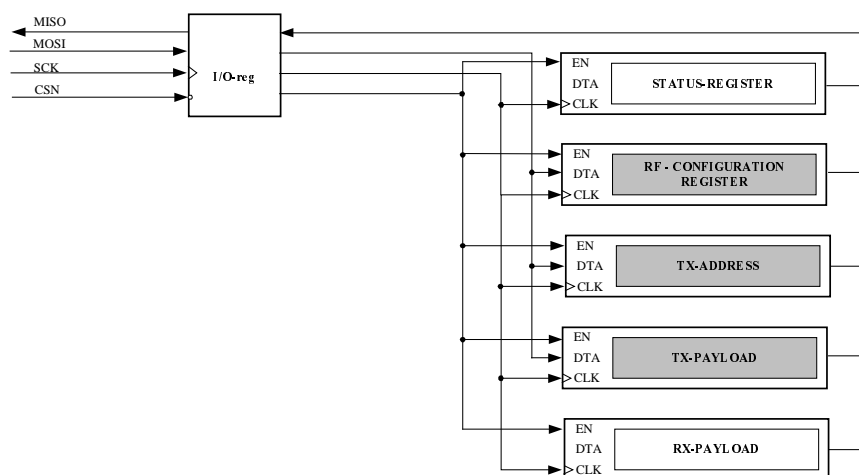 MISO
MOSI
SCK
CSN
I/O-reg
EN
DTA
CLK
STATUS-REGISTER
EN
DTA
CLK
RF - CONFIGURATION
REGISTER
EN
DTA
CLK
TX-ADDRESS
EN
DTA
CLK
TX-PAYLOAD
EN
DTA
CLK
RX-PAYLOAD